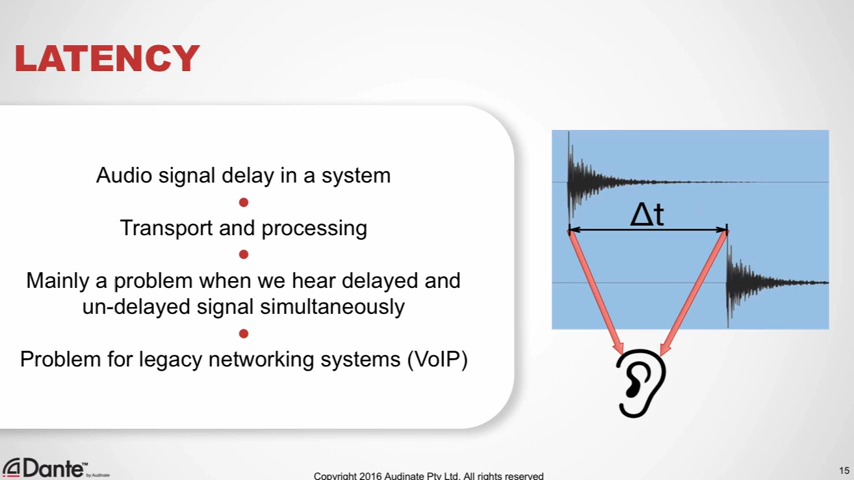 LATENCY
Audio signal delay in a system
Transport and processing
Mainly a problem when we hear delayed and
un-delayed signal simultaneously
Problem for legacy networking systems (VoIP)
Δt
Dante™
by Audinate
Copyright 2016 Audinate Pty Ltd. All rights reserved
15